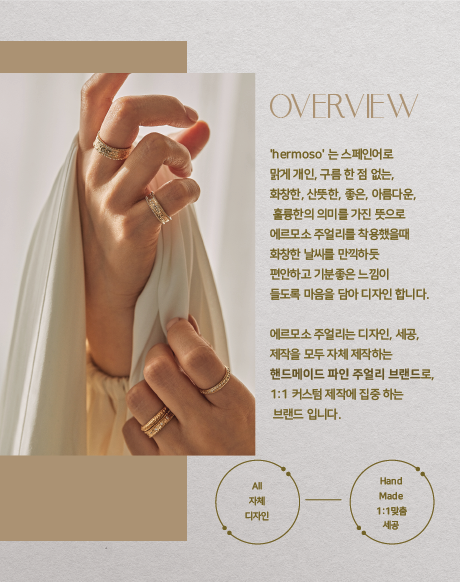 OVERVIEW
'hermoso' 는 스페인어로
맑게 개인, 구름 한 점 없는,
화창한, 산뜻한, 좋은, 아름다운,
훌륭한의 의미를 가진 뜻으로
에르모소 주얼리를 착용했을때
화창한 날씨를 만끽하듯
편안하고 기분좋은 느낌이
들도록 마음을 담아 디자인 합니다.
에르모소 주얼리는 디자인, 세공,
제작을 모두 자체 제작하는
핸드메이드 파인 주얼리 브랜드로,
1:1 커스텀 제작에 집중 하는
브랜드 입니다.
All
자체
디자인
Hand
Made
1:1맞춤
세공